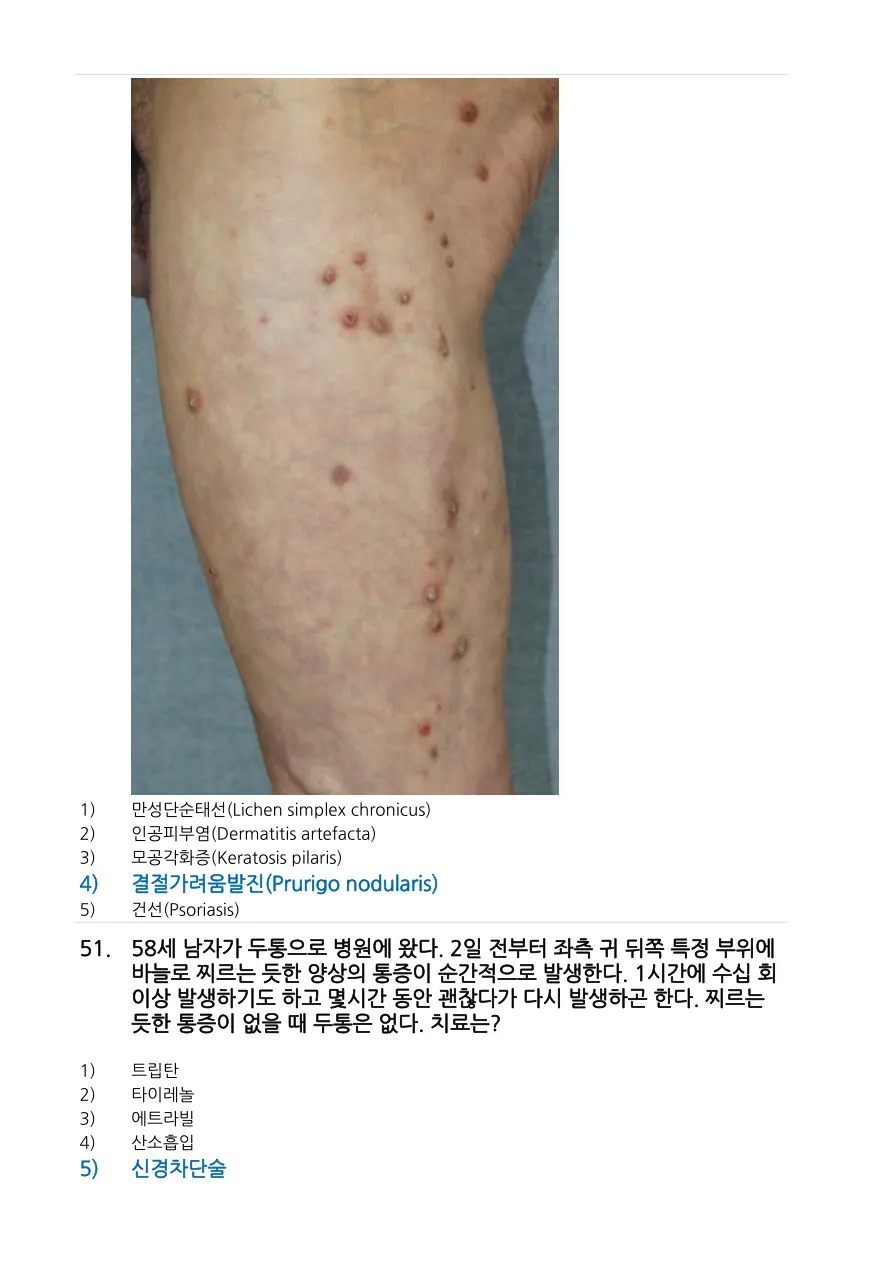 1) 만성단순태선(Lichen simplex chronicus)
2) 인공피부염(Dermatitis artefacta)
3) 모공각화증(Keratosis pilaris)
4) 결절가려움발진(Prurigo nodularis)
5) 건선(Psoriasis)
51. 58세 남자가 두통으로 병원에 왔다. 2일 전부터 좌측 귀 뒤쪽 특정 부위에
바늘로 찌르는 듯한 양상의 통증이 순간적으로 발생한다. 1시간에 수십 회
이상 발생하기도 하고 몇시간 동안 괜찮다가 다시 발생하곤 한다. 찌르는
듯한 통증이 없을 때 두통은 없다. 치료는?
1) 트립탄
2) 타이레놀
3) 에트라빌
4) 산소흡입
5) 신경차단술